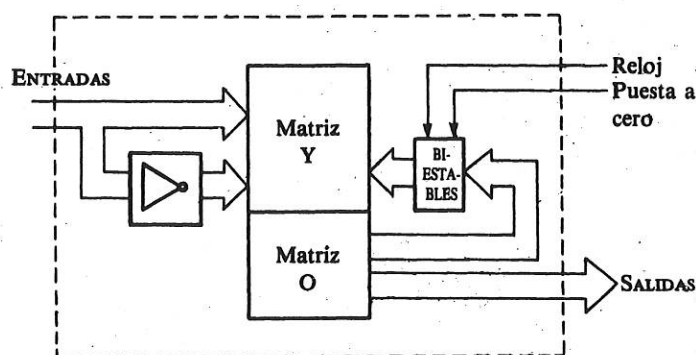 ENTRADAS
Reloj
Puesta a
cero
Matriz
Y
BI-
ESTA-
BLES
Matriz
O
SALIDAS